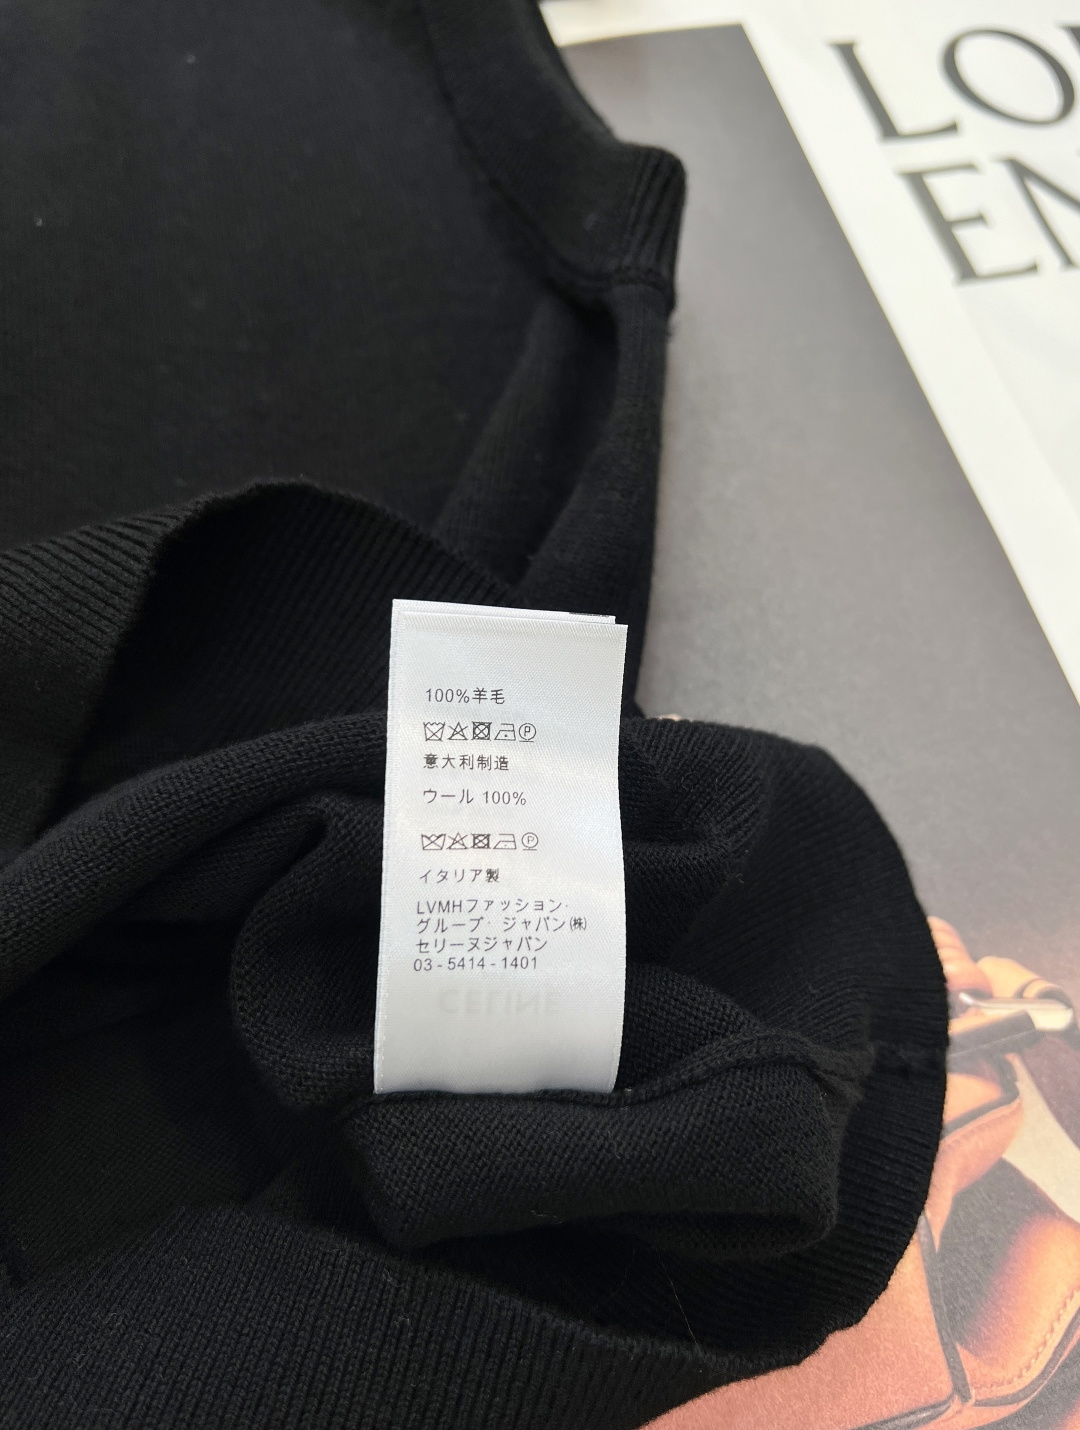 LO
EN
100%羊毛
意大利制造
ウール 100%
イタリア製
LVMHファッション・
グループ・ジャパン㈱
セリーヌジャパン
03-5414-1401
CELINE